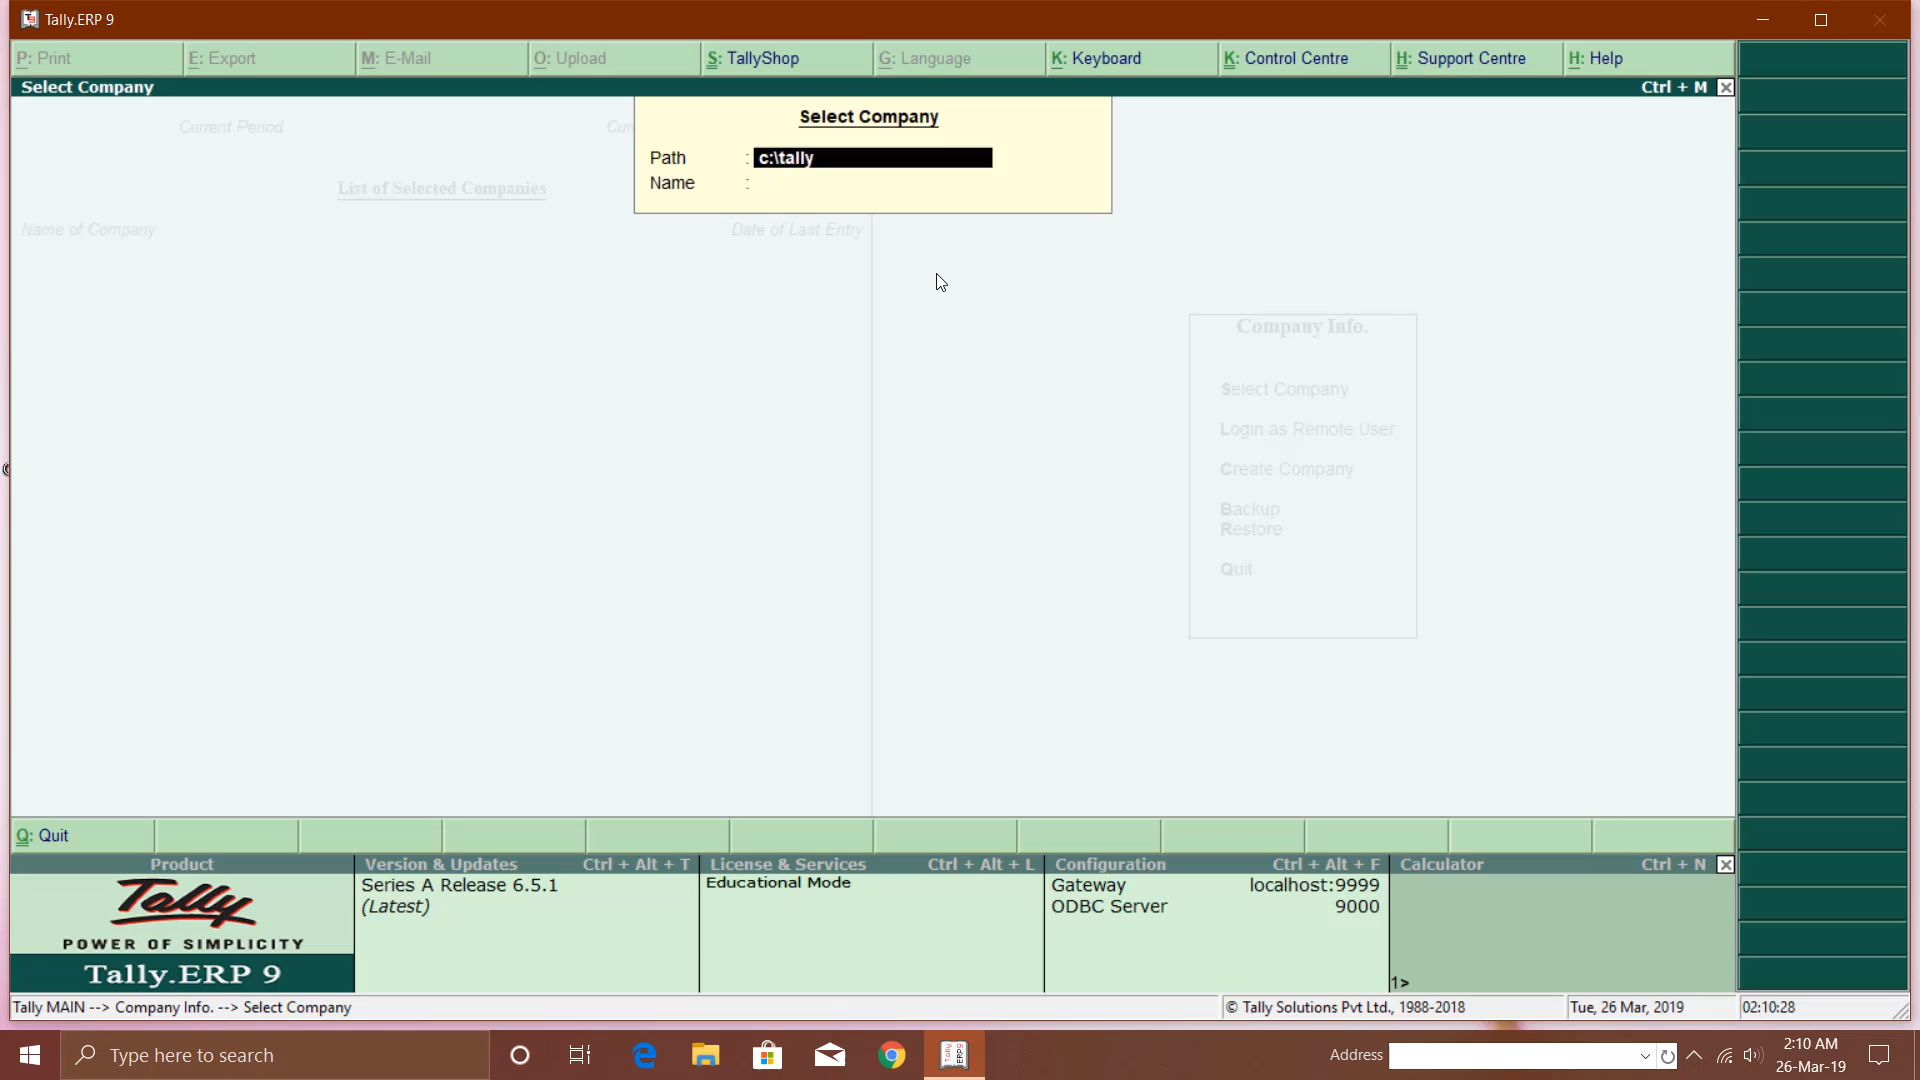 Tally.ERP 9
P: Print E: Export M: E-Mail O: Upload S: TallyShop G: Language K: Keyboard K: Control Centre H: Support Centre H: Help
Select Company Ctrl + M
Current Period
Select Company
Path : c:\tally
Name :
List of Selected Companies
Name of Company Date of Last Entry
Company Info.
Select Company
Login as Remote User
Create Company
Backup
Restore
Quit
Q: Quit
Product Version & Updates Ctrl + Alt + T License & Services Ctrl + Alt + L Configuration Ctrl + Alt + F Calculator Ctrl + N
Tally
POWER OF SIMPLICITY
Tally.ERP 9
Series A Release 6.5.1
(Latest)
Educational Mode
Gateway localhost:9999
ODBC Server 9000
1>
Tally MAIN --> Company Info. --> Select Company © Tally Solutions Pvt Ltd., 1988-2018 Tue, 26 Mar, 2019 02:10:28
Type here to search
Address
2:10 AM
26-Mar-19